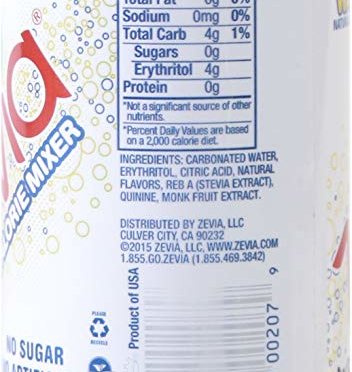 Total Fat 0g 0%
Sodium 0mg 0%
Total Carb 4g 1%
Sugars 0g
Erythritol 4g
Protein 0g
*Not a significant source of other
nutrients.
*Percent Daily Values are based
on a 2,000 calorie diet.
INGREDIENTS: CARBONATED WATER,
ERYTHRITOL, CITRIC ACID, NATURAL
FLAVORS, REB A (STEVIA EXTRACT),
QUININE, MONK FRUIT EXTRACT.
DISTRIBUTED BY ZEVIA, LLC
CULVER CITY, CA 90232
©2015 ZEVIA, LLC WWW.ZEVIA.COM
1.855.GO.ZEVIA (1.855.469.3842)
PLEASE
RECYCLE
Product of USA
00207 9
ia®
ORIE MIXER
NO SUGAR